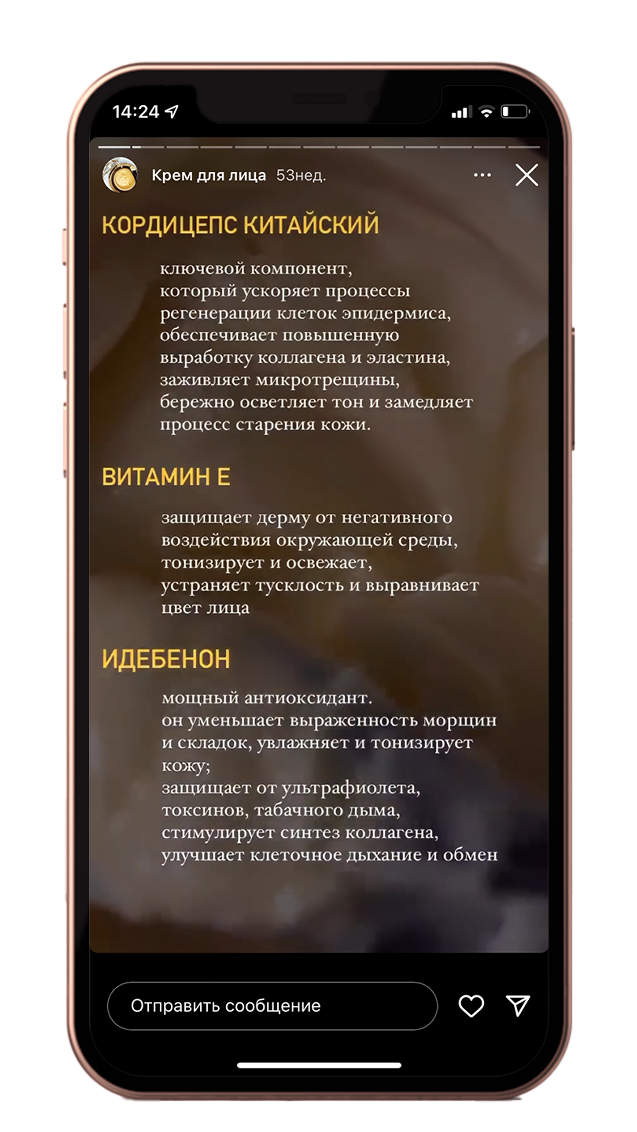 14:24
Крем для лица 53нед.
КОРДИЦЕПС КИТАЙСКИЙ
ключевой компонент,
который ускоряет процессы
регенерации клеток эпидермиса,
обеспечивает повышенную
выработку коллагена и эластина,
заживляет микротрещины,
бережно осветляет тон и замедляет
процесс старения кожи.
ВИТАМИН Е
защищает дерму от негативного
воздействия окружающей среды,
тонизирует и освежает,
устраняет тусклость и выравнивает
цвет лица
ИДЕБЕНОН
мощный антиоксидант.
он уменьшает выраженность морщин
и складок, увлажняет и тонизирует
кожу;
защищает от ультрафиолета,
токсинов, табачного дыма,
стимулирует синтез коллагена,
улучшает клеточное дыхание и обмен
Отправить сообщение